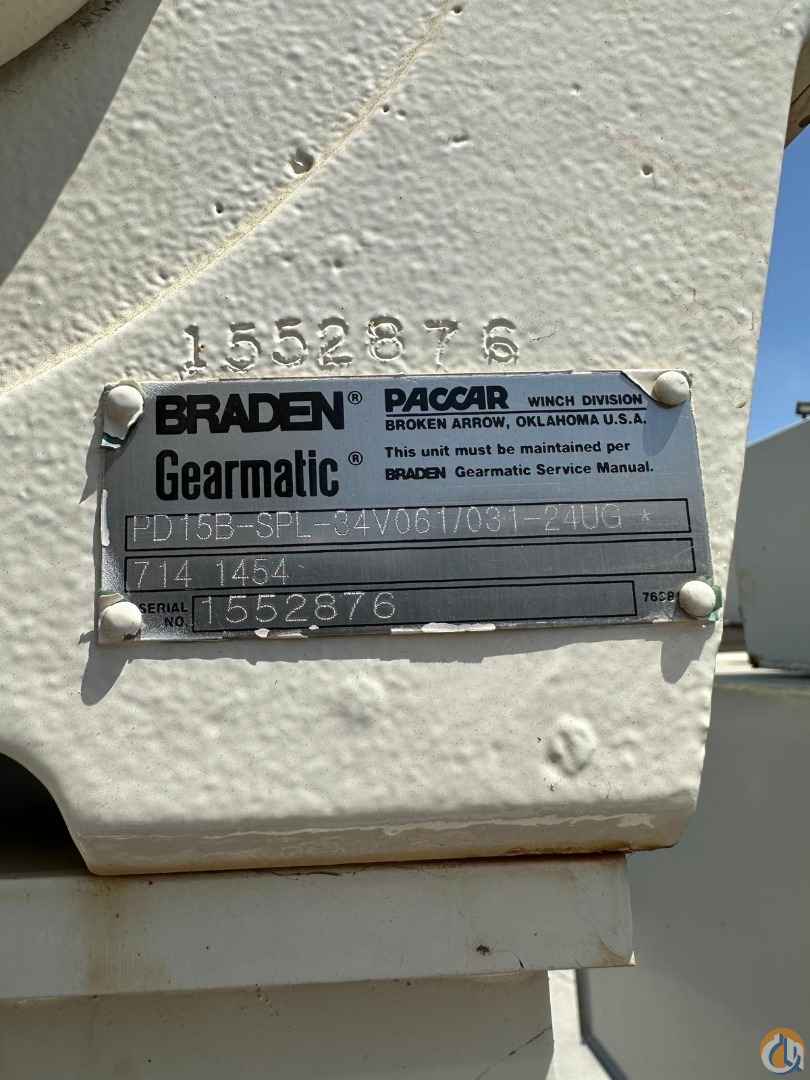 1552876
BRADEN® PACCAR WINCH DIVISION
BROKEN ARROW, OKLAHOMA U.S.A.
Gearmatic® This unit must be maintained per
BRADEN Gearmatic Service Manual.
PD15B-SPL-34V061/031-24UG *
714 1454
SERIAL NO. 1552876